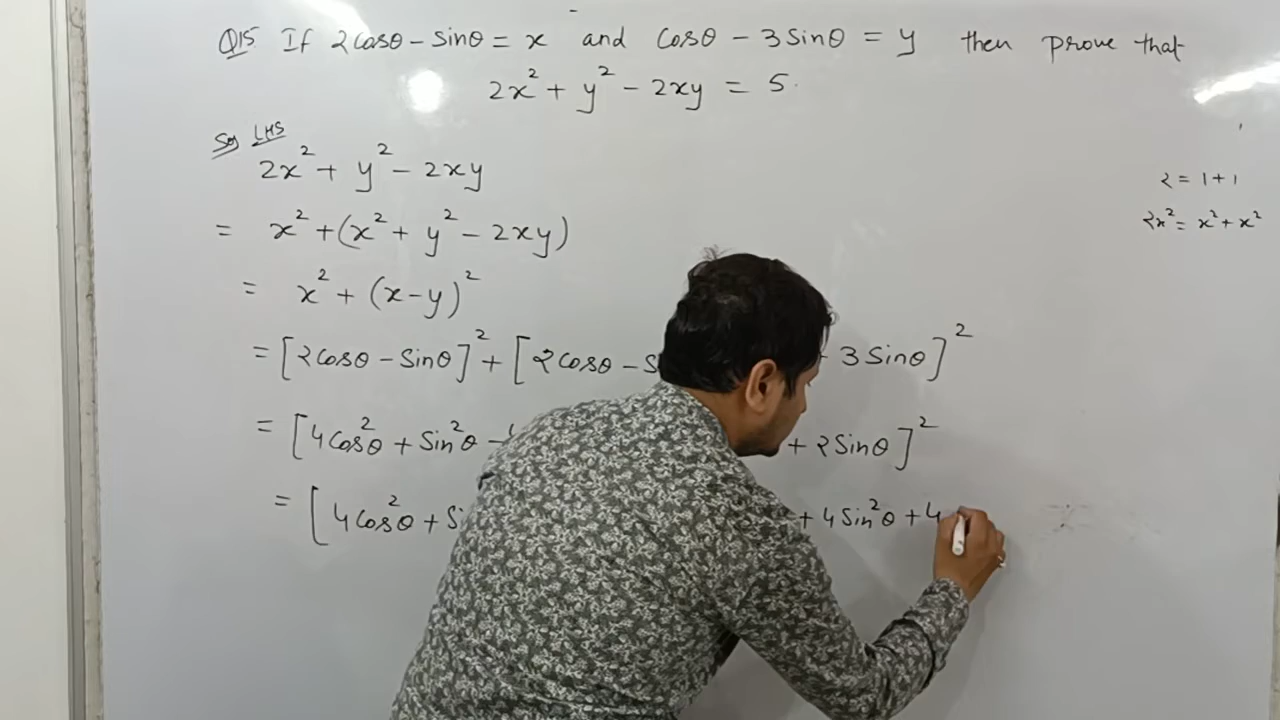 Q15 If 2cosθ - sinθ = x and cosθ - 3sinθ = y then prove that
2x² + y² - 2xy = 5.
Sol LHS
2x² + y² - 2xy
= x² + (x² + y² - 2xy)
= x² + (x-y)²
= [2cosθ - sinθ]² + [2cosθ - + 3sinθ]²
= [4cos²θ + sin²θ - + 2sinθ]²
= [4cos²θ + + 4sin²θ + 4
2 = 1 + 1
2x² = x² + x²